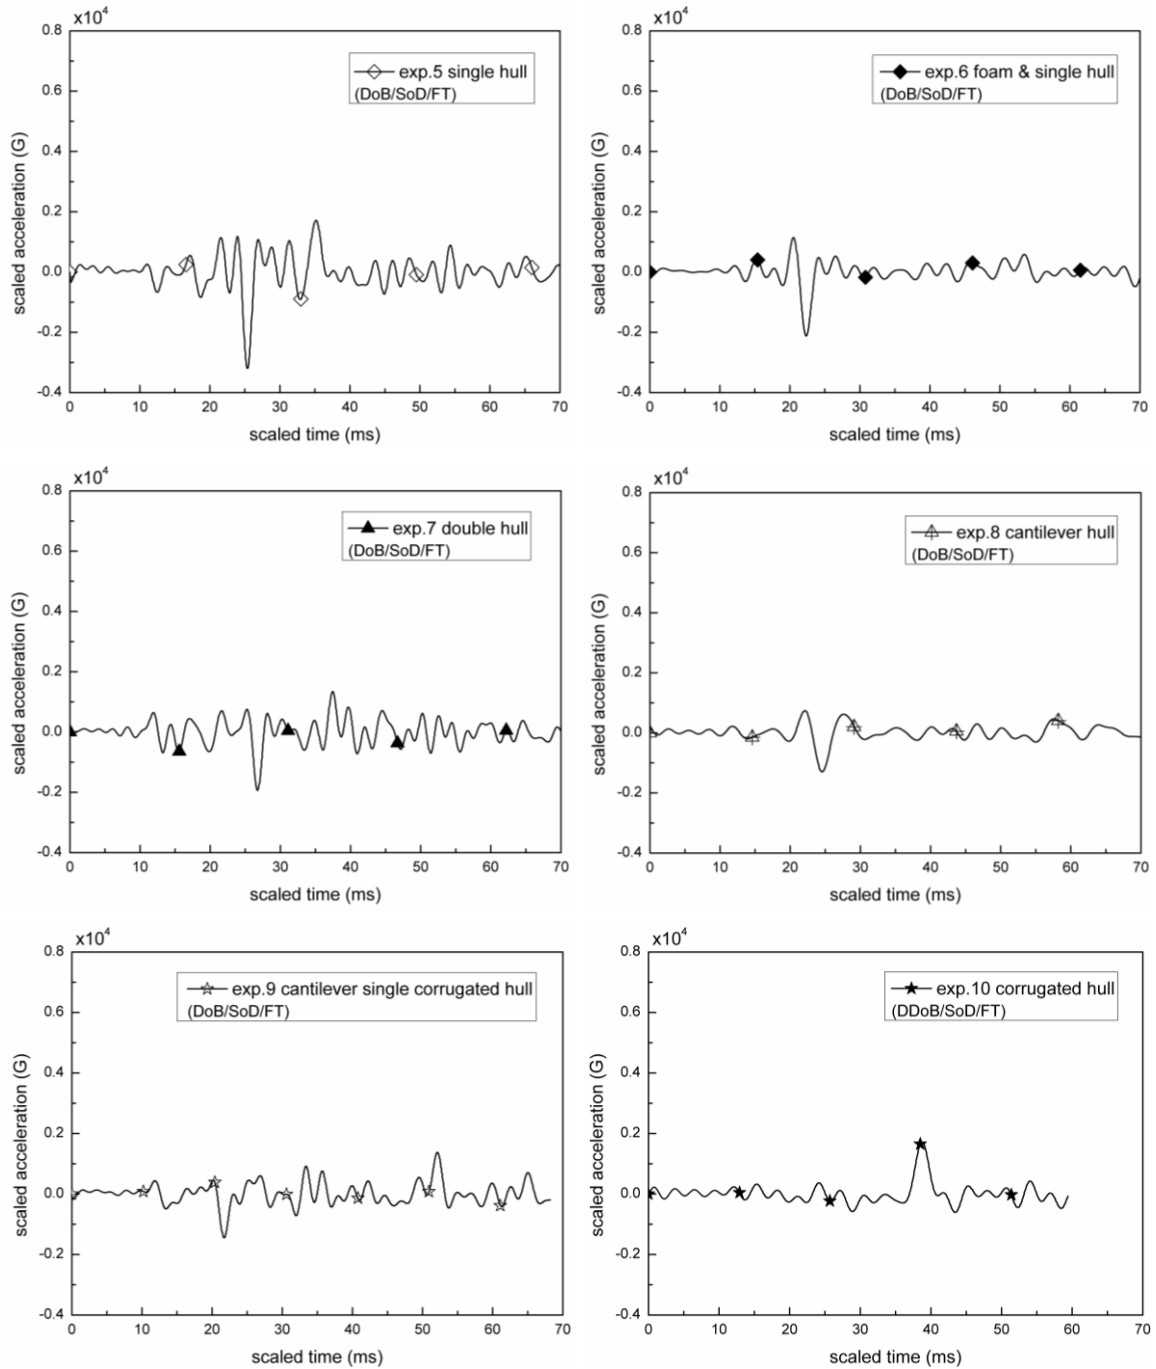 x10⁴
0.8
0.6
0.4
0.2
0.0
-0.2
-0.4
0 10 20 30 40 50 60 70
scaled acceleration (G)
scaled time (ms)
exp.5 single hull
(DoB/SoD/FT)
x10⁴
0.8
0.6
0.4
0.2
0.0
-0.2
-0.4
0 10 20 30 40 50 60 70
scaled acceleration (G)
scaled time (ms)
exp.6 foam & single hull
(DoB/SoD/FT)
x10⁴
0.8
0.6
0.4
0.2
0.0
-0.2
-0.4
0 10 20 30 40 50 60 70
scaled acceleration (G)
scaled time (ms)
exp.7 double hull
(DoB/SoD/FT)
x10⁴
0.8
0.6
0.4
0.2
0.0
-0.2
-0.4
0 10 20 30 40 50 60 70
scaled acceleration (G)
scaled time (ms)
exp.8 cantilever hull
(DoB/SoD/FT)
x10⁴
0.8
0.6
0.4
0.2
0.0
-0.2
-0.4
0 10 20 30 40 50 60 70
scaled acceleration (G)
scaled time (ms)
exp.9 cantilever single corrugated hull
(DoB/SoD/FT)
x10⁴
0.8
0.6
0.4
0.2
0.0
-0.2
-0.4
0 10 20 30 40 50 60 70
scaled acceleration (G)
scaled time (ms)
exp.10 corrugated hull
(DDoB/SoD/FT)